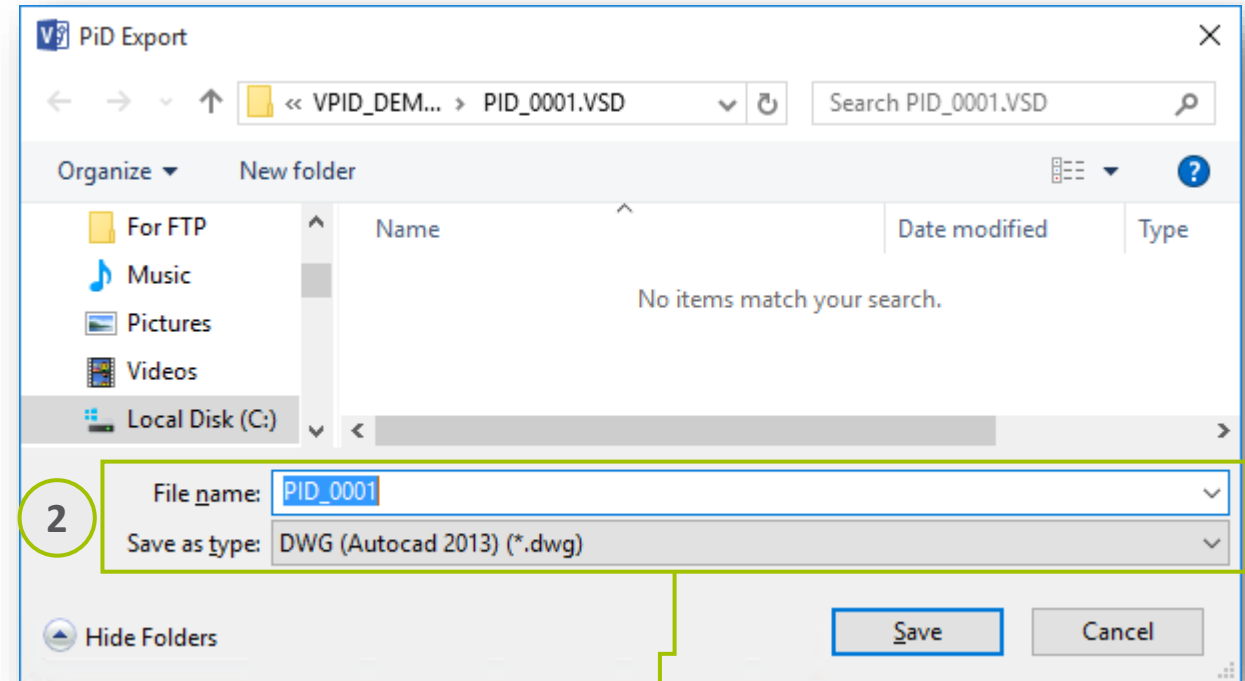 PiD Export
« VPID_DEM... > PID_0001.VSD Search PID_0001.VSD
Organize New folder
For FTP Name Date modified Type
Music
No items match your search.
Pictures
Videos
Local Disk (C:)
2
File name: PID_0001
Save as type: DWG (Autocad 2013) (*.dwg)
Hide Folders Save Cancel